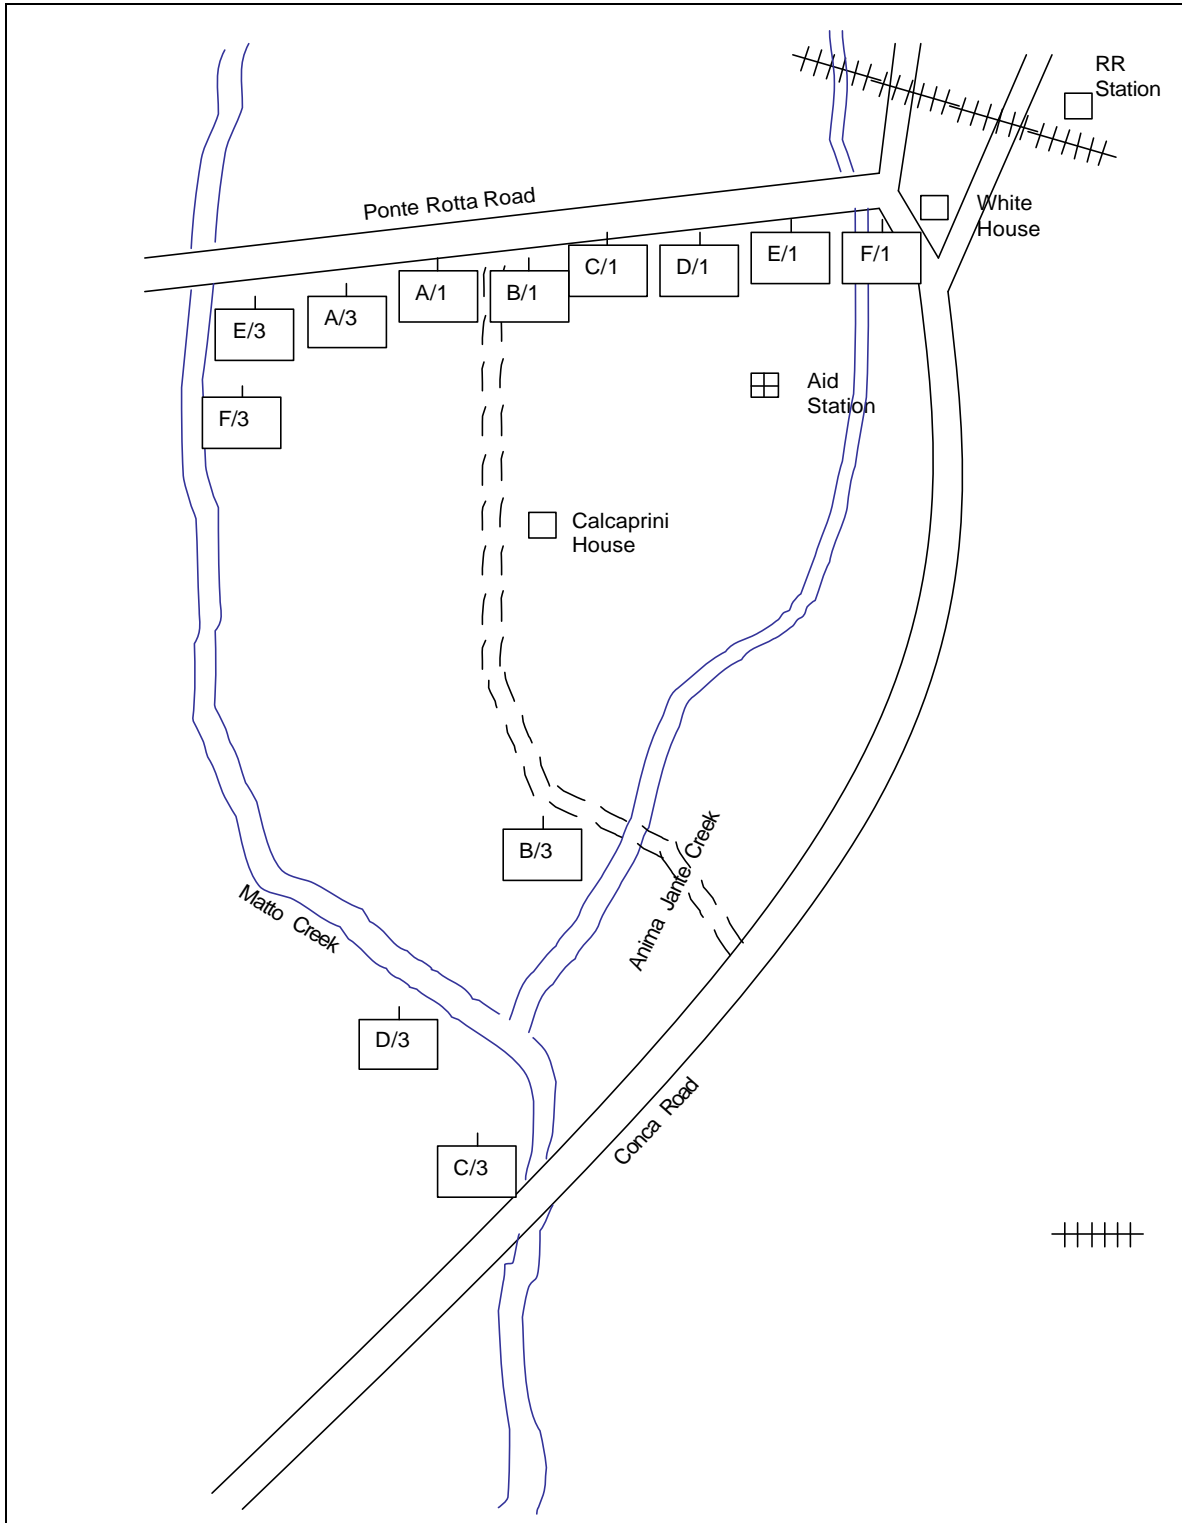 RR
Station
Ponte Rotta Road
White
House
C/1
D/1
E/1
F/1
A/1
B/1
E/3
A/3
Aid
Station
F/3
Calcaprini
House
B/3
Anima Jante Creek
Matto Creek
D/3
Conca Road
C/3